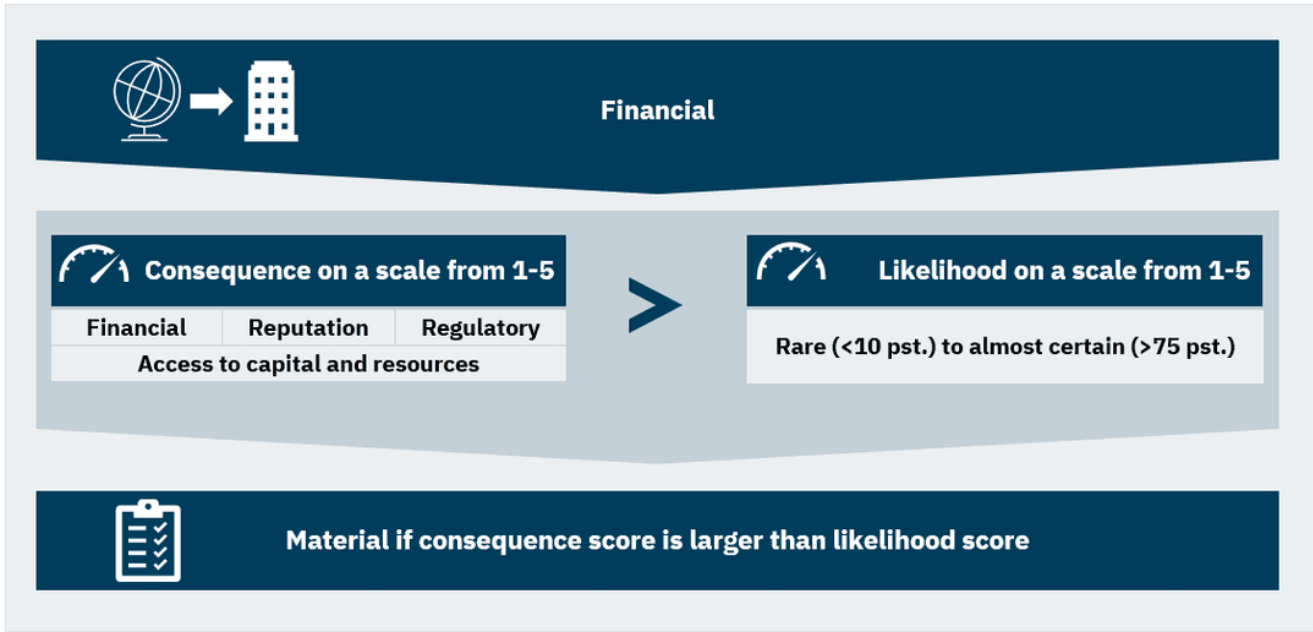 Financial
Consequence on a scale from 1-5
Financial
Reputation
Regulatory
Access to capital and resources
>
Likelihood on a scale from 1-5
Rare (<10 pst.) to almost certain (>75 pst.)
Material if consequence score is larger than likelihood score